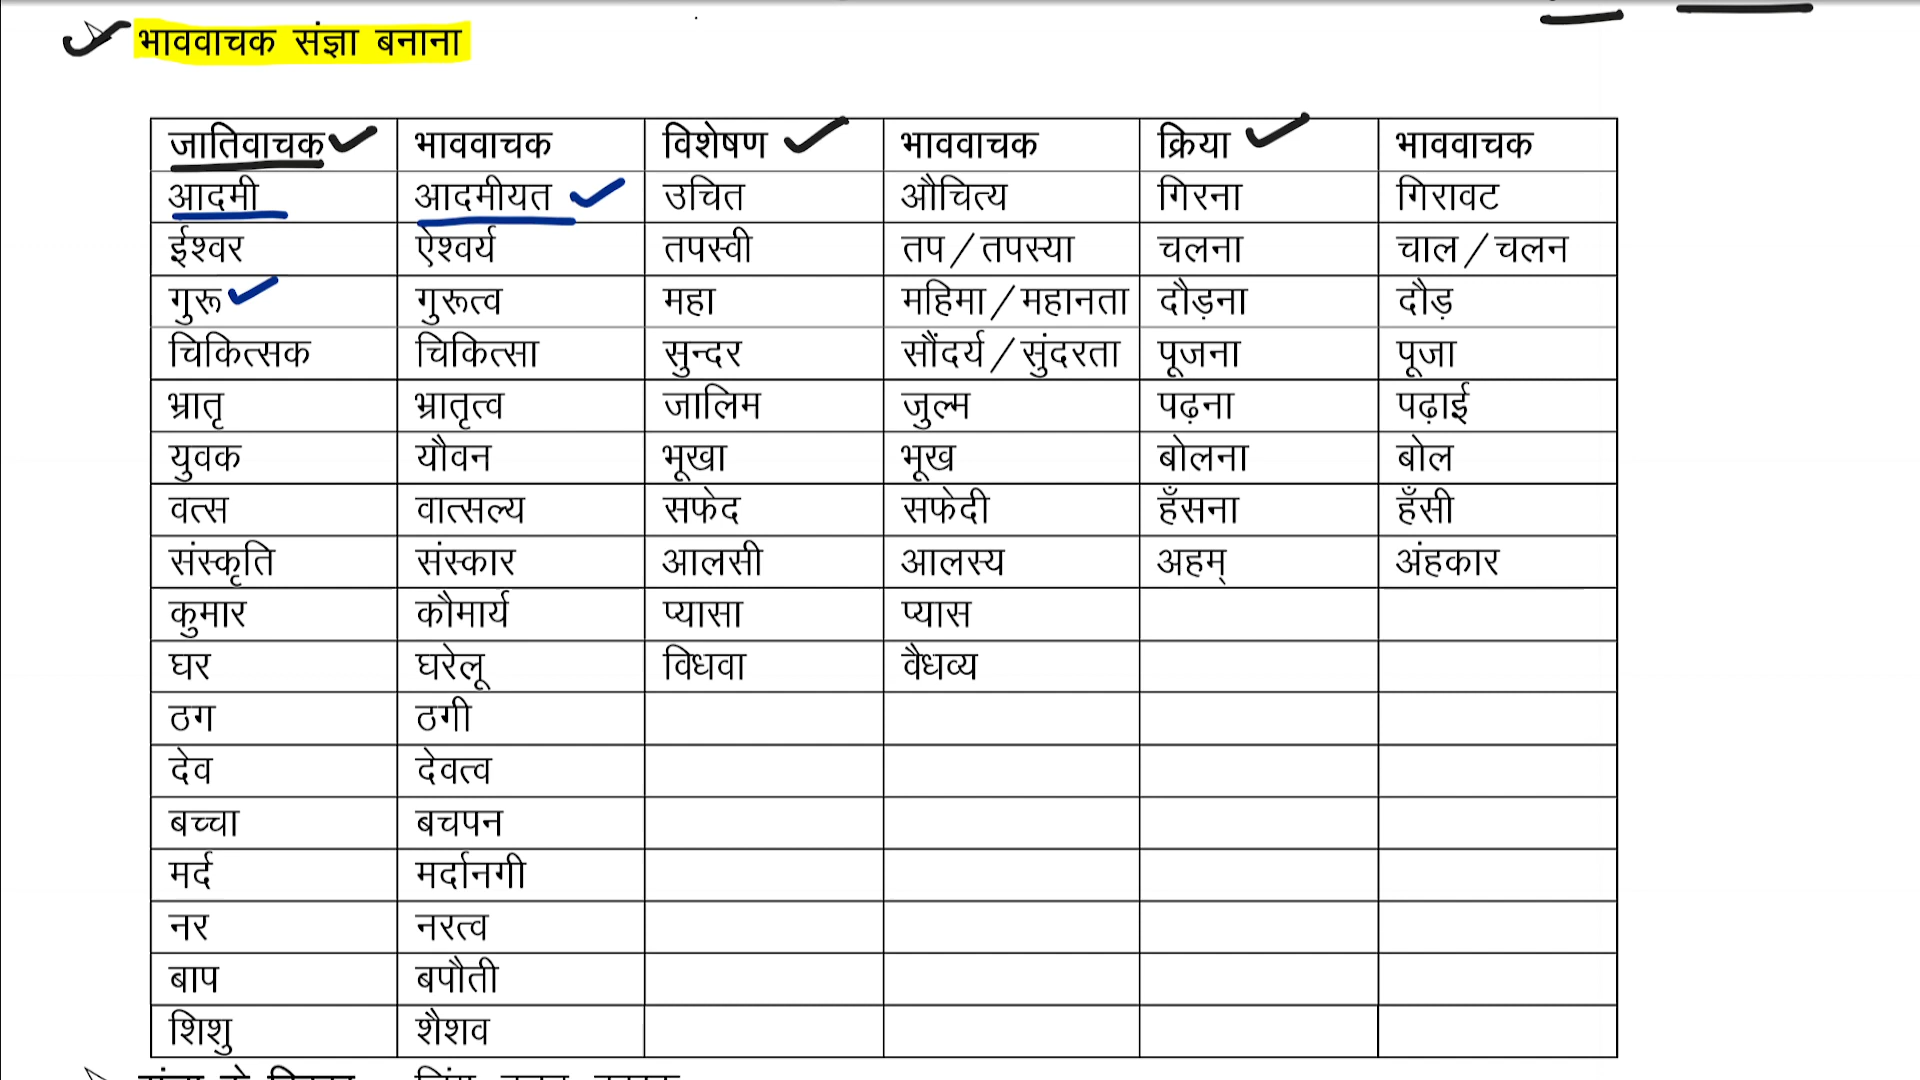 भाववाचक संज्ञा बनाना
जातिवाचक भाववाचक विशेषण भाववाचक क्रिया भाववाचक
आदमी आदमीयत उचित औचित्य गिरना गिरावट
ईश्वर ऐश्वर्य तपस्वी तप/तपस्या चलना चाल/चलन
गुरू गुरूत्व महा महिमा/महानता दौड़ना दौड़
चिकित्सक चिकित्सा सुन्दर सौंदर्य/सुंदरता पूजना पूजा
भ्रातृ भ्रातृत्व जालिम जुल्म पढ़ना पढ़ाई
युवक यौवन भूखा भूख बोलना बोल
वत्स वात्सल्य सफेद सफेदी हँसना हँसी
संस्कृति संस्कार आलसी आलस्य अहम् अंहकार
कुमार कौमार्य प्यासा प्यास
घर घरेलू विधवा वैधव्य
ठग ठगी
देव देवत्व
बच्चा बचपन
मर्द मर्दानगी
नर नरत्व
बाप बपौती
शिशु शैशव